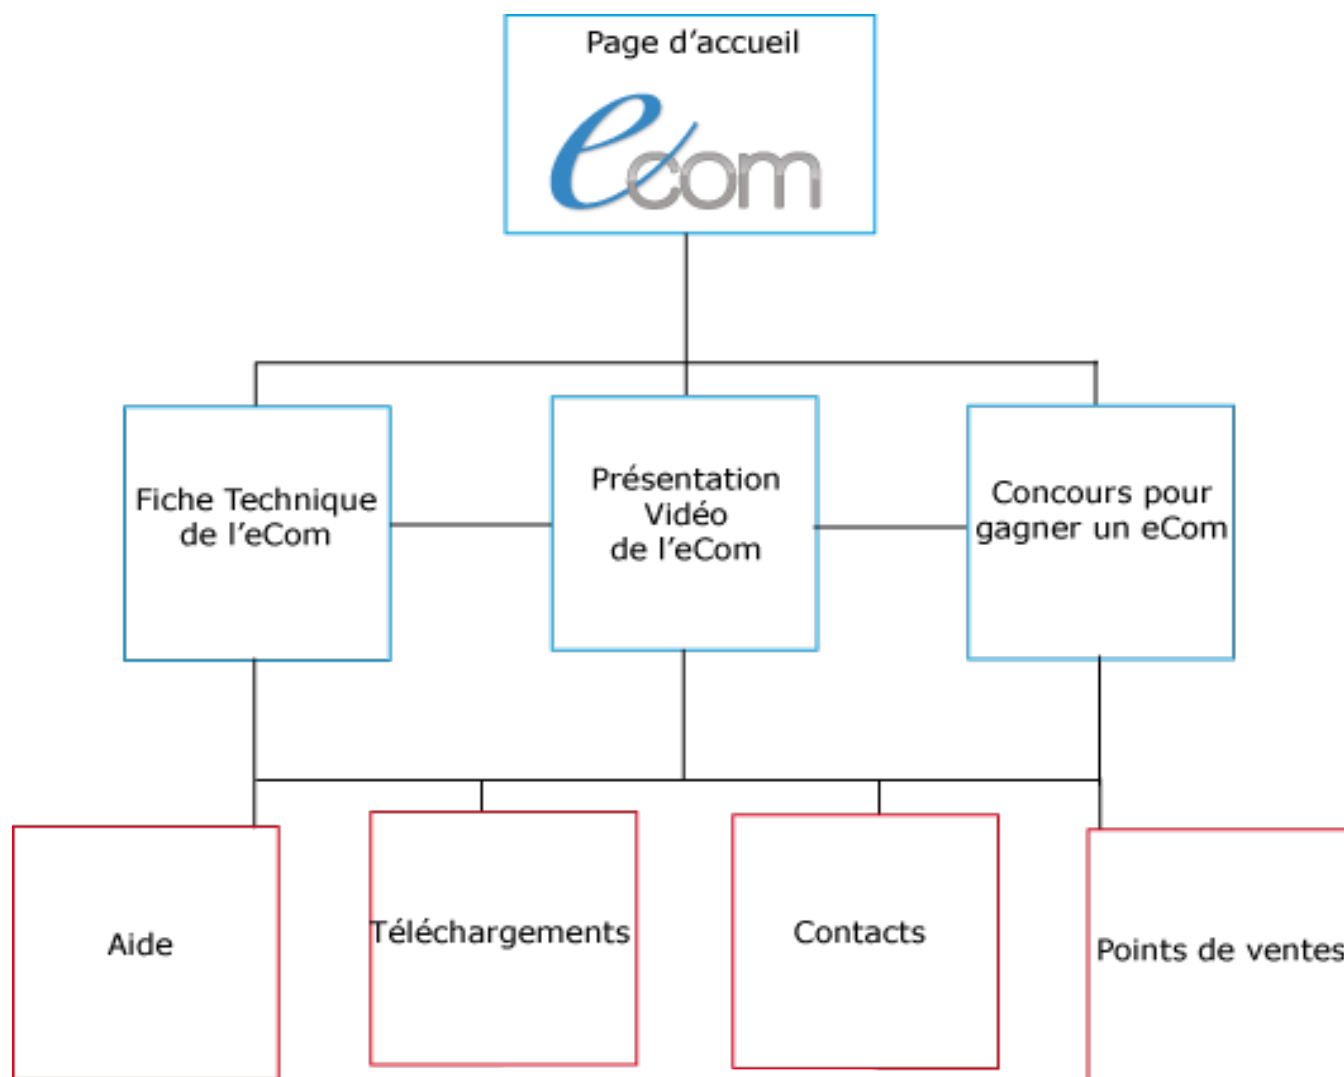 Page d’accueil
ecom
Fiche Technique
de l’eCom
Présentation
Vidéo
de l’eCom
Concours pour
gagner un eCom
Aide
Téléchargements
Contacts
Points de ventes